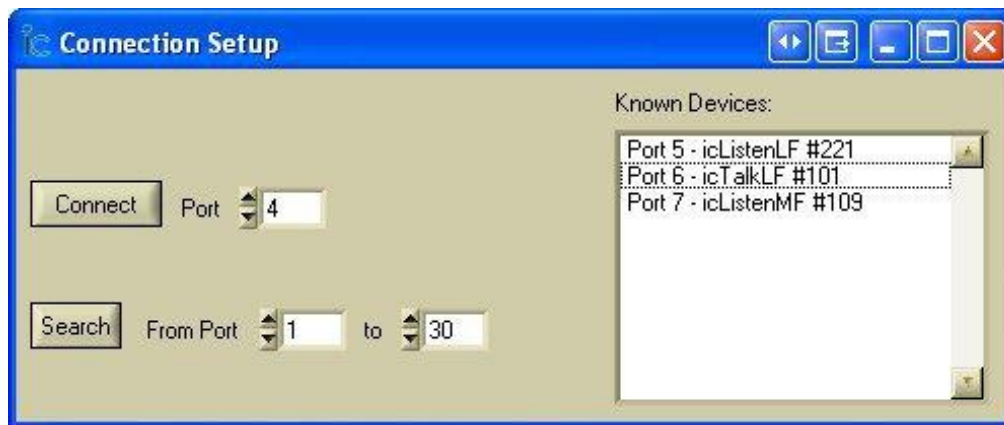 ic Connection Setup
Known Devices:
Port 5 - icListenLF #221
Port 6 - icTalkLF #101
Port 7 - icListenMF #109
Connect Port 4
Search From Port 1 to 30